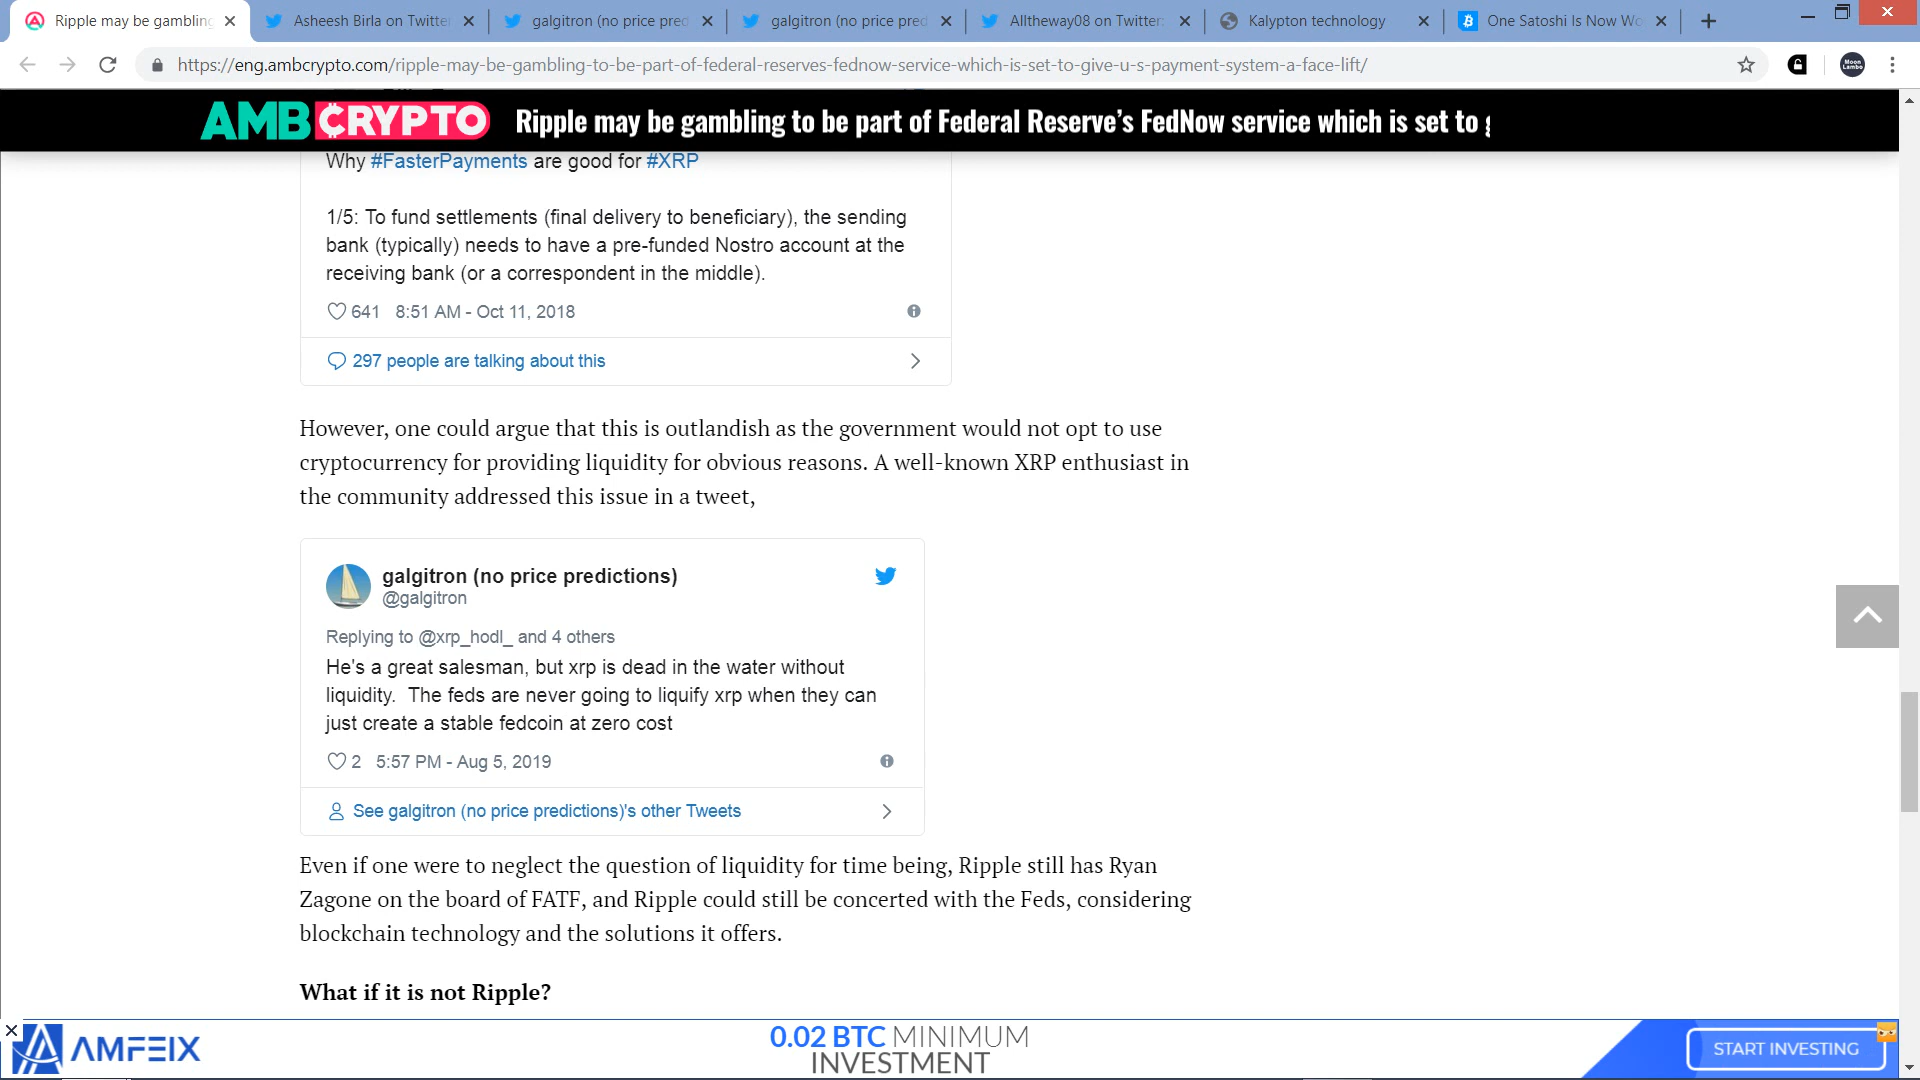 Ripple may be gambling
Asheesh Birla on Twitter
galgitron (no price pred
galgitron (no price pred
Alltheway08 on Twitter:
Kalypton technology
One Satoshi Is Now Wo
https://eng.ambcrypto.com/ripple-may-be-gambling-to-be-part-of-federal-reserves-fednow-service-which-is-set-to-give-u-s-payment-system-a-face-lift/
AMBCRYPTO
Ripple may be gambling to be part of Federal Reserve's FedNow service which is set to
Why #FasterPayments are good for #XRP
1/5: To fund settlements (final delivery to beneficiary), the sending
bank (typically) needs to have a pre-funded Nostro account at the
receiving bank (or a correspondent in the middle).
641 8:51 AM - Oct 11, 2018
297 people are talking about this
However, one could argue that this is outlandish as the government would not opt to use
cryptocurrency for providing liquidity for obvious reasons. A well-known XRP enthusiast in
the community addressed this issue in a tweet,
galgitron (no price predictions)
@galgitron
Replying to @xrp_hodl_ and 4 others
He's a great salesman, but xrp is dead in the water without
liquidity.  The feds are never going to liquify xrp when they can
just create a stable fedcoin at zero cost
2 5:57 PM - Aug 5, 2019
See galgitron (no price predictions)'s other Tweets
Even if one were to neglect the question of liquidity for time being, Ripple still has Ryan
Zagone on the board of FATF, and Ripple could still be concerted with the Feds, considering
blockchain technology and the solutions it offers.
What if it is not Ripple?
AMFEIX
0.02 BTC MINIMUM
INVESTMENT
START INVESTING